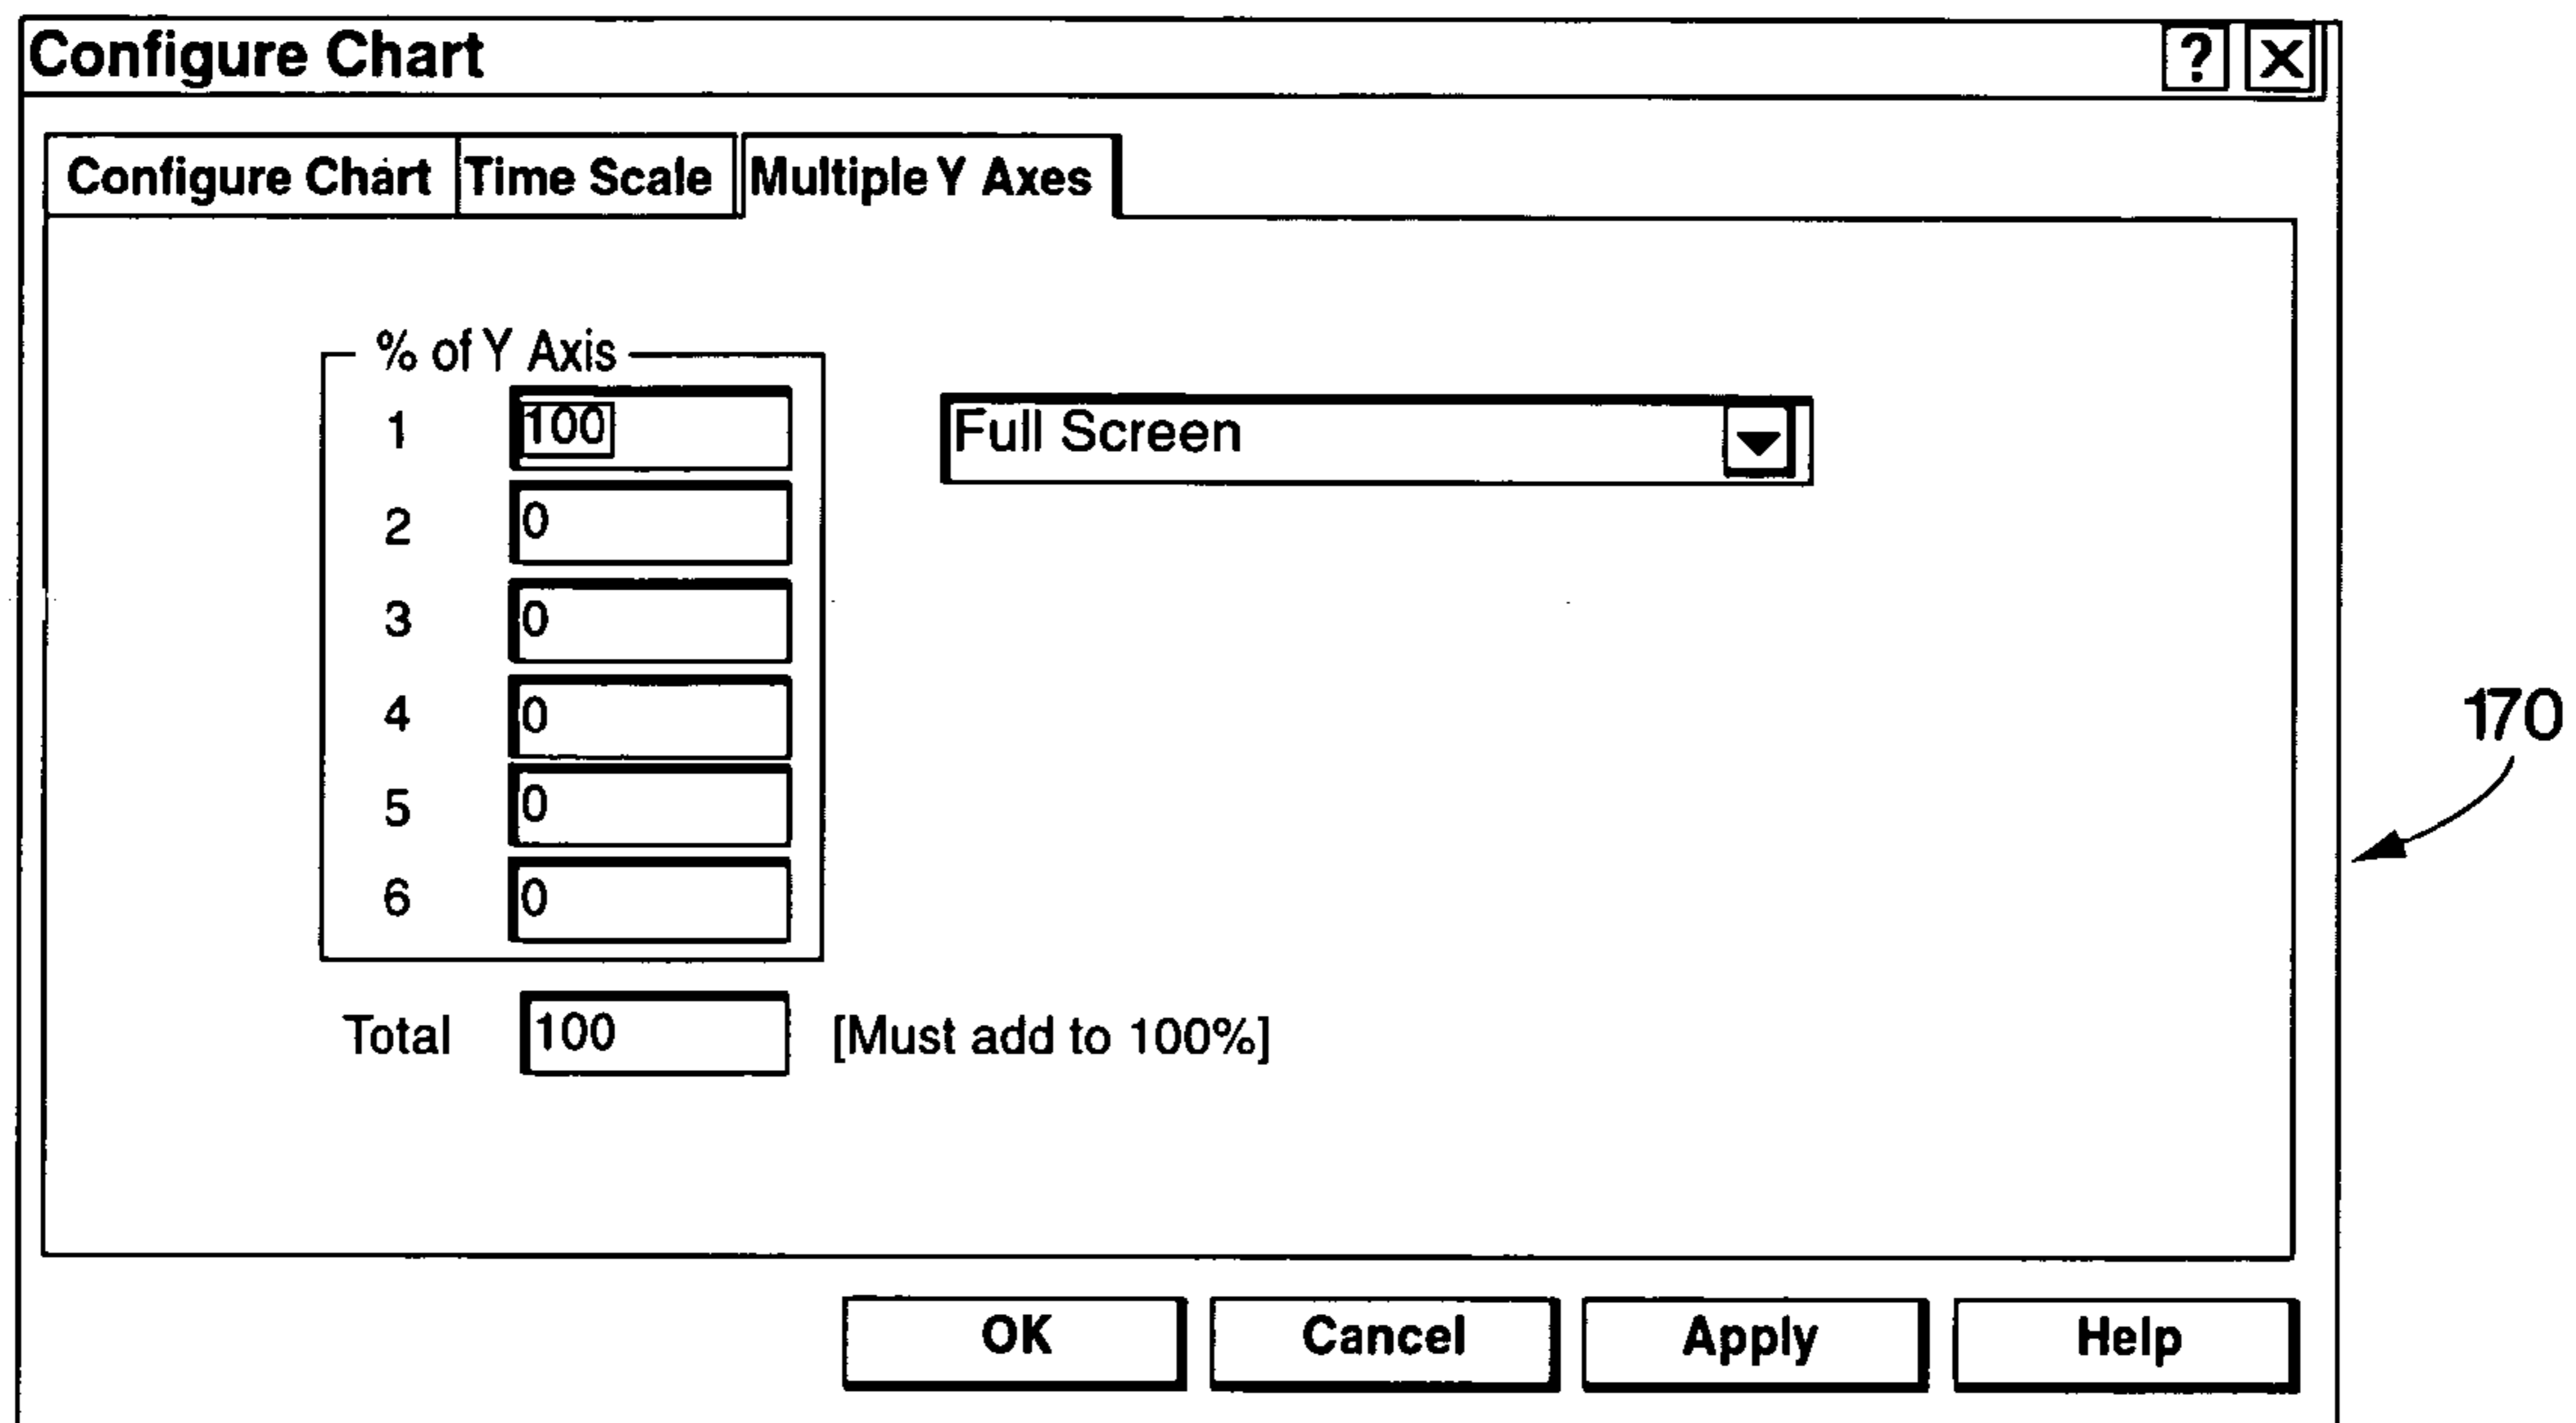 Configure Chart ? X
Configure Chart Time Scale Multiple Y Axes
% of Y Axis
1 100 Full Screen
2 0
3 0
4 0
170
5 0
6 0
Total 100 [Must add to 100%]
OK Cancel Apply Help